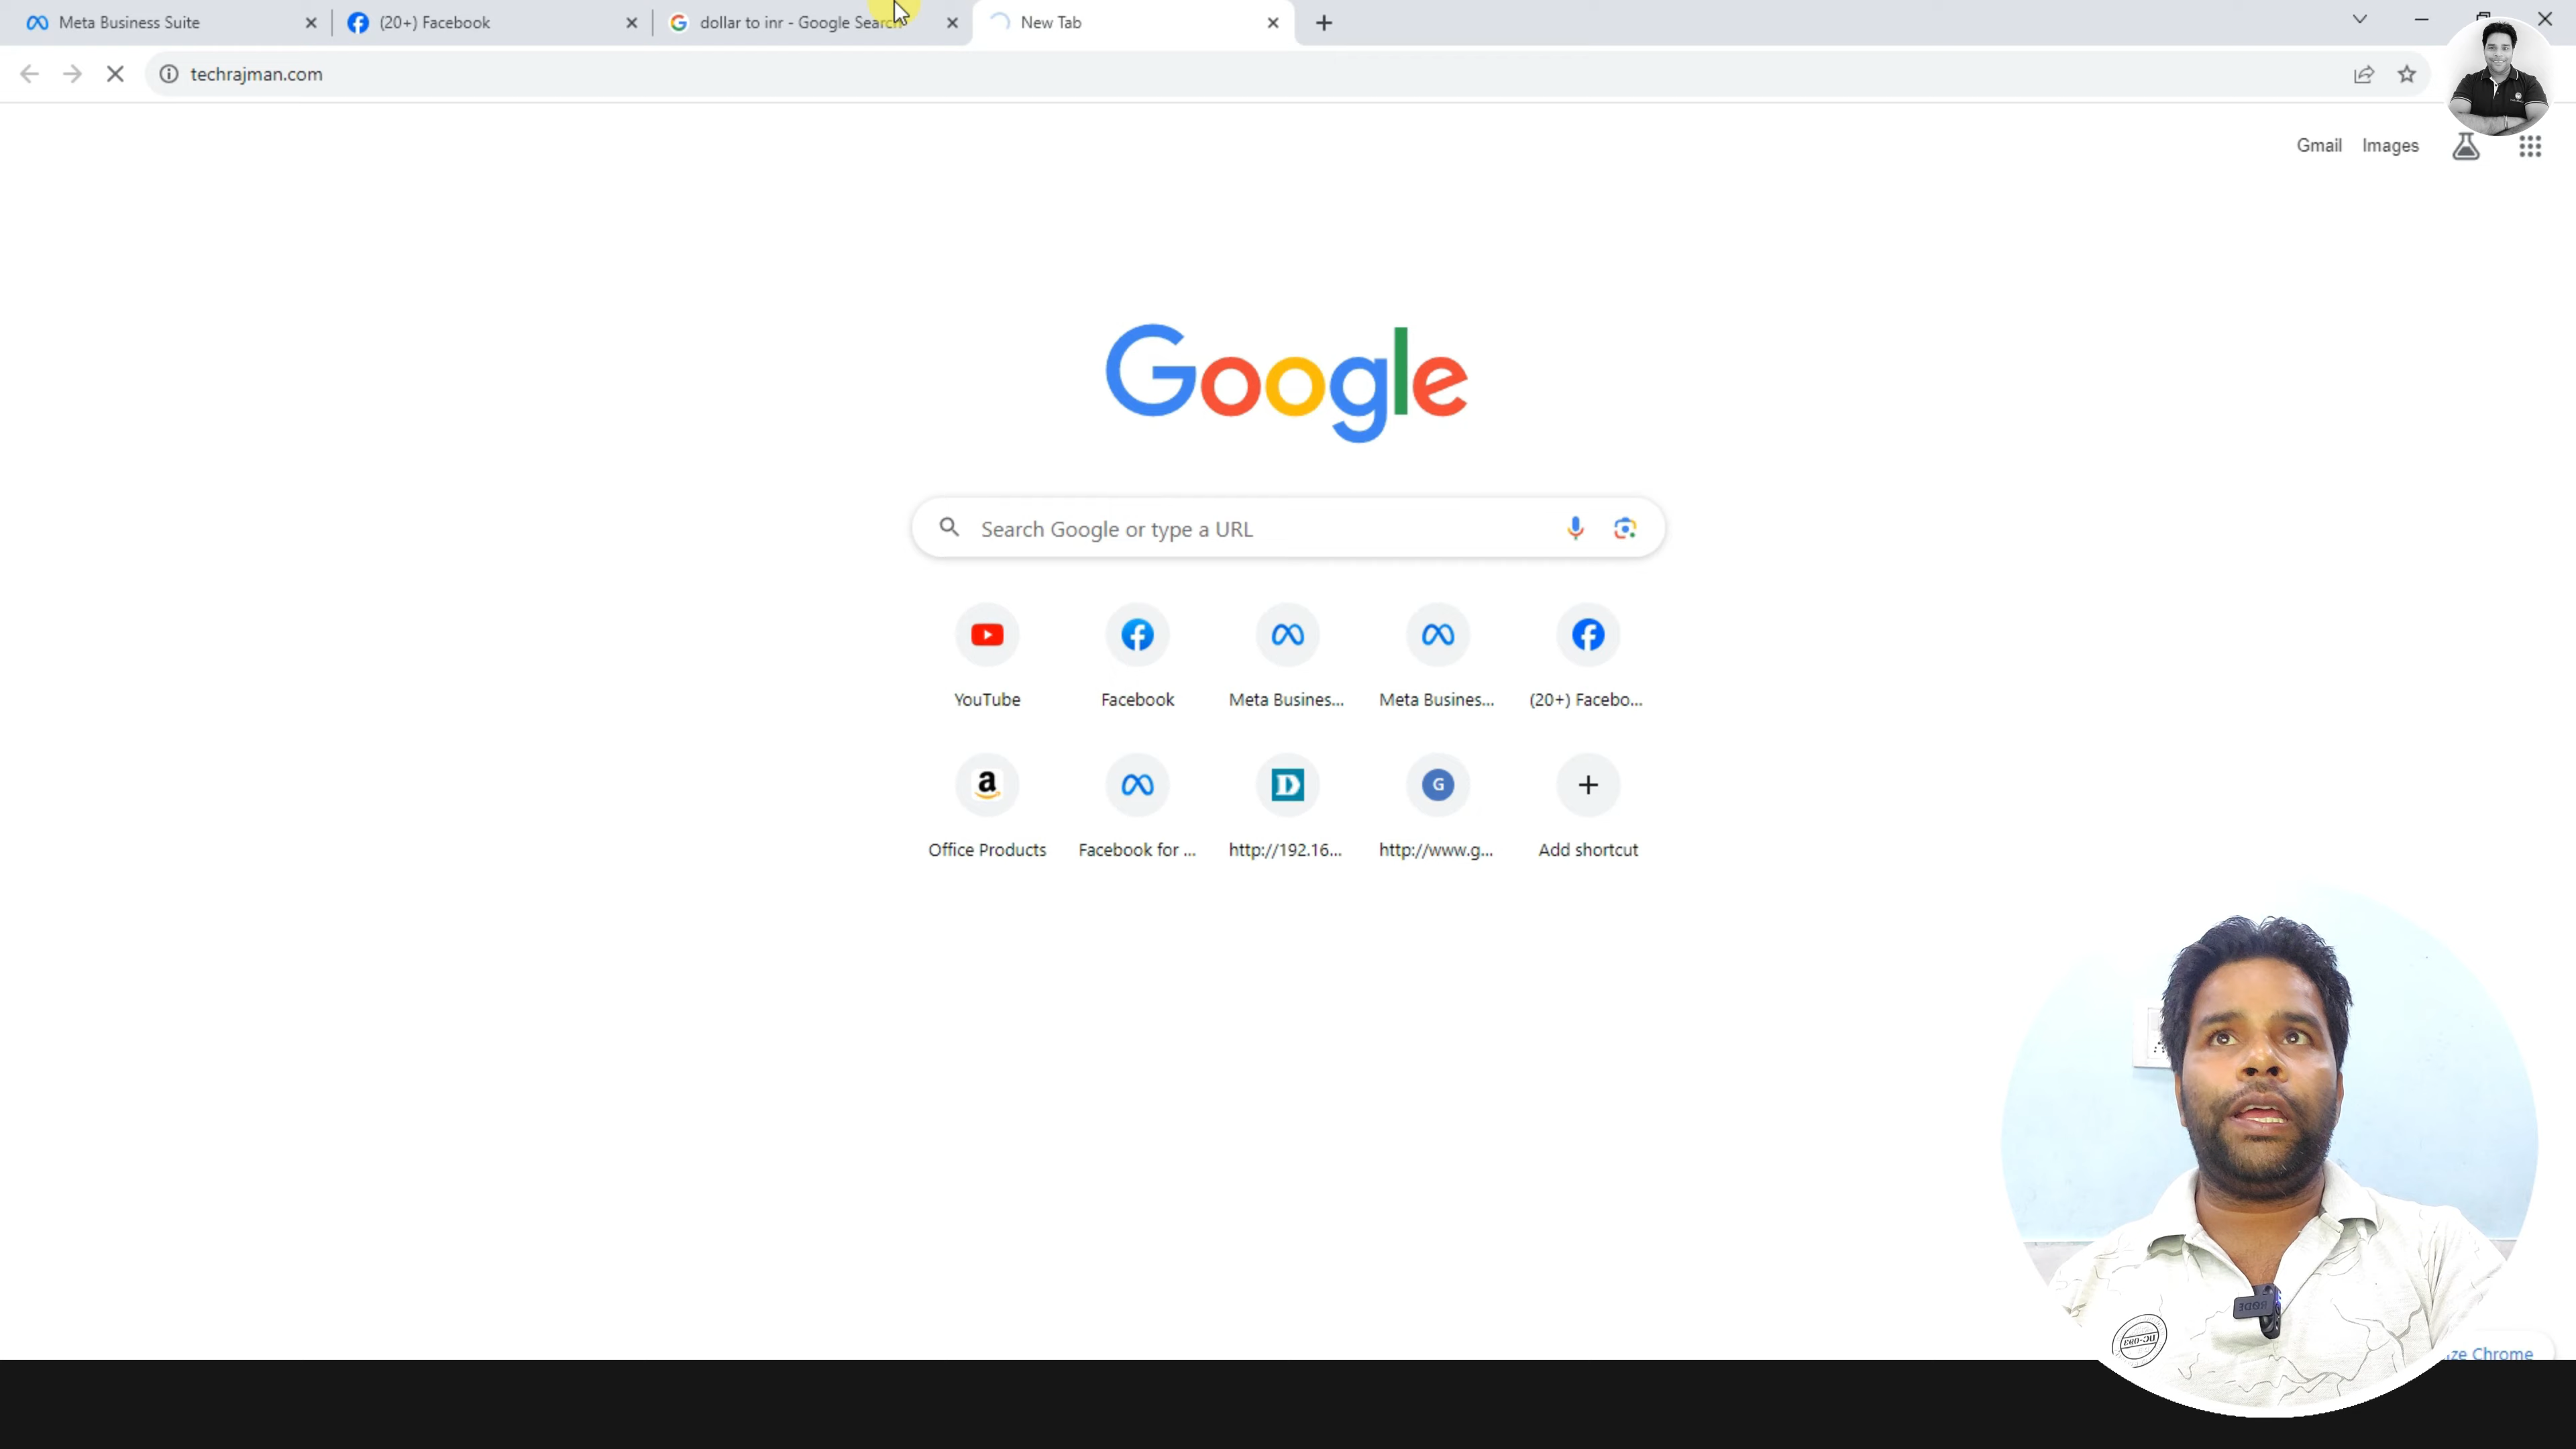 Meta Business Suite
(20+) Facebook
dollar to inr - Google Search
New Tab
techrajman.com
Gmail
Images
Google
Search Google or type a URL
YouTube
Facebook
Meta Busines...
Meta Busines...
(20+) Facebo...
G
Office Products
Facebook for ...
http://192.16...
http://www.g...
Add shortcut
RØDE
ze Chrome